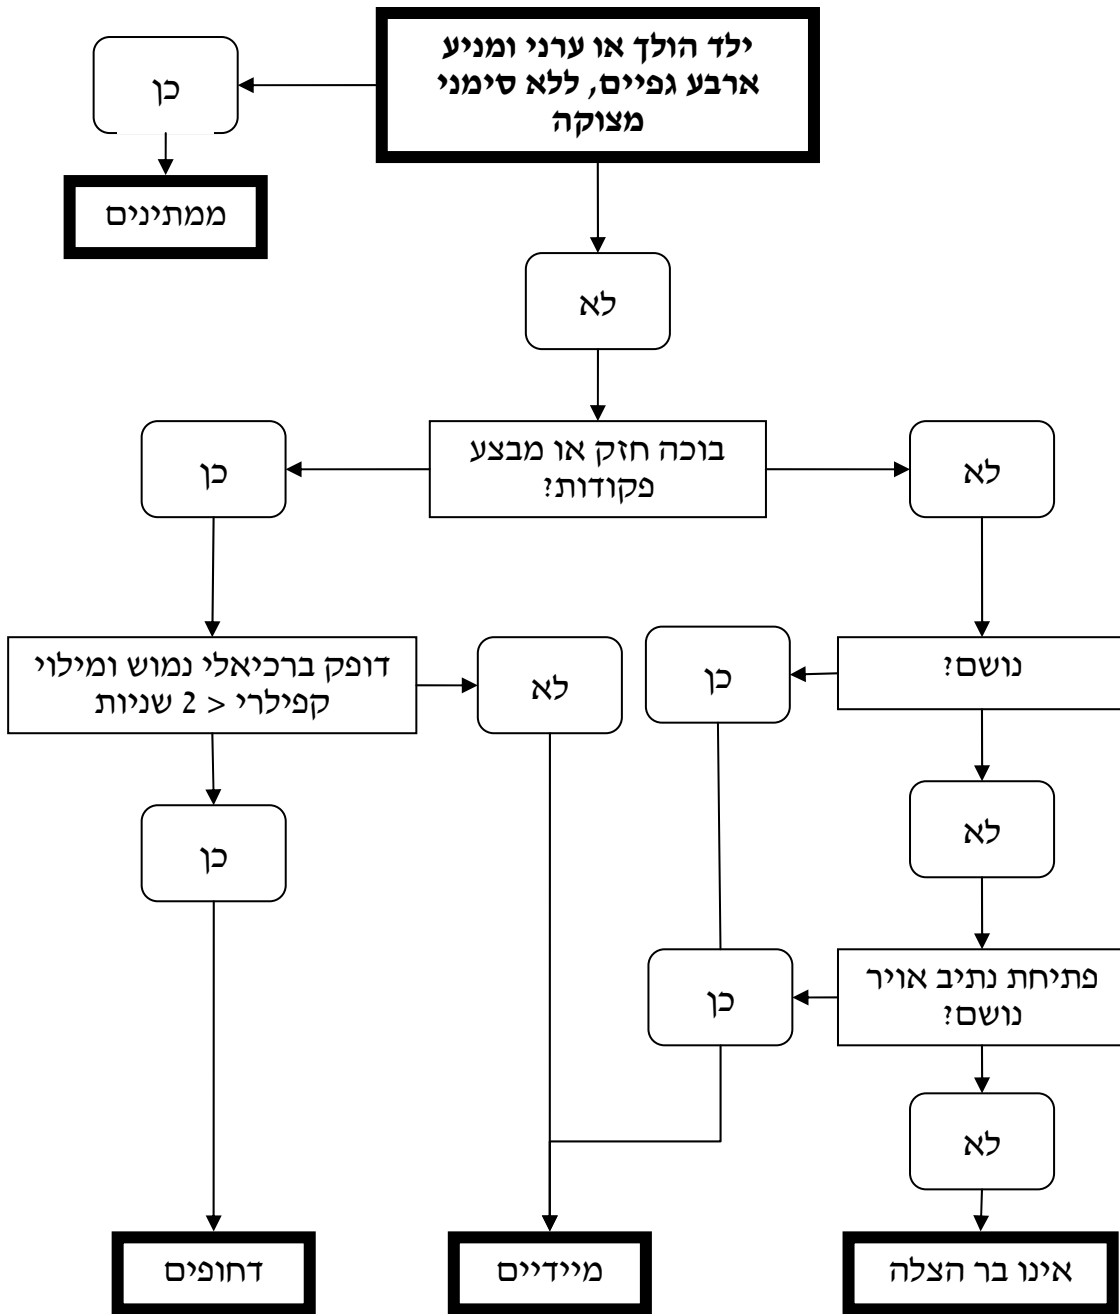 ילד הולך או ערני ומניע
ארבע גפיים, ללא סימני
מצוקה
כן
ממתינים
לא
בוכה חזק או מבצע
פקודות?
כן
לא
דופק ברכיאלי נמוש ומילוי
קפילרי < 2 שניות
לא
כן
נושם?
כן
לא
פתיחת נתיב אויר
נושם?
כן
לא
דחופים
מיידיים
אינו בר הצלה